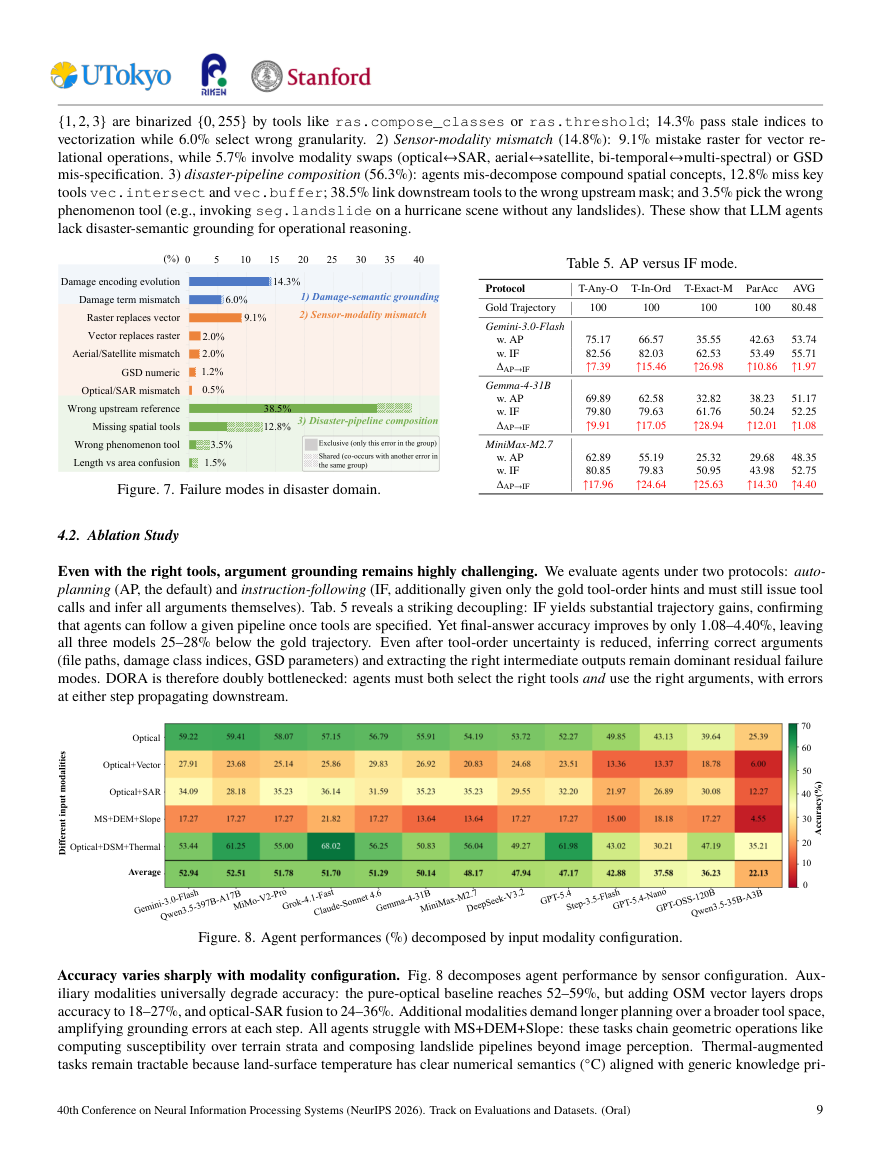 UTokyo RIKEN Stanford
{1, 2, 3} are binarized {0, 255} by tools like ras.compose_classes or ras.threshold; 14.3% pass stale indices to
vectorization while 6.0% select wrong granularity. 2) Sensor-modality mismatch (14.8%): 9.1% mistake raster for vector re-
lational operations, while 5.7% involve modality swaps (optical↔SAR, aerial↔satellite, bi-temporal↔multi-spectral) or GSD
mis-specification. 3) disaster-pipeline composition (56.3%): agents mis-decompose compound spatial concepts, 12.8% miss key
tools vec.intersect and vec.buffer; 38.5% link downstream tools to the wrong upstream mask; and 3.5% pick the wrong
phenomenon tool (e.g., invoking seg.landslide on a hurricane scene without any landslides). These show that LLM agents
lack disaster-semantic grounding for operational reasoning.
(%) 0 5 10 15 20 25 30 35 40
Damage encoding evolution 14.3%
Damage term mismatch 6.0% 1) Damage-semantic grounding
Raster replaces vector 9.1% 2) Sensor-modality mismatch
Vector replaces raster 2.0%
Aerial/Satellite mismatch 2.0%
GSD numeric 1.2%
Optical/SAR mismatch 0.5%
Wrong upstream reference 38.5%
Missing spatial tools 12.8% 3) Disaster-pipeline composition
Wrong phenomenon tool 3.5% Exclusive (only this error in the group)
Length vs area confusion 1.5% Shared (co-occurs with another error in
the same group)
Figure. 7. Failure modes in disaster domain.
Table 5. AP versus IF mode.
Protocol T-Any-O T-In-Ord T-Exact-M ParAcc AVG
Gold Trajectory 100 100 100 100 80.48
Gemini-3.0-Flash
w. AP 75.17 66.57 35.55 42.63 53.74
w. IF 82.56 82.03 62.53 53.49 55.71
ΔAP→IF ↑7.39 ↑15.46 ↑26.98 ↑10.86 ↑1.97
Gemma-4-31B
w. AP 69.89 62.58 32.82 38.23 51.17
w. IF 79.80 79.63 61.76 50.24 52.25
ΔAP→IF ↑9.91 ↑17.05 ↑28.94 ↑12.01 ↑1.08
MiniMax-M2.7
w. AP 62.89 55.19 25.32 29.68 48.35
w. IF 80.85 79.83 50.95 43.98 52.75
ΔAP→IF ↑17.96 ↑24.64 ↑25.63 ↑14.30 ↑4.40
4.2. Ablation Study
Even with the right tools, argument grounding remains highly challenging. We evaluate agents under two protocols: auto-
planning (AP, the default) and instruction-following (IF, additionally given only the gold tool-order hints and must still issue tool
calls and infer all arguments themselves). Tab. 5 reveals a striking decoupling: IF yields substantial trajectory gains, confirming
that agents can follow a given pipeline once tools are specified. Yet final-answer accuracy improves by only 1.08–4.40%, leaving
all three models 25–28% below the gold trajectory. Even after tool-order uncertainty is reduced, inferring correct arguments
(file paths, damage class indices, GSD parameters) and extracting the right intermediate outputs remain dominant residual failure
modes. DORA is therefore doubly bottlenecked: agents must both select the right tools and use the right arguments, with errors
at either step propagating downstream.
Different input modalities
Optical 59.22 59.41 58.07 57.15 56.79 55.91 54.19 53.72 52.27 49.85 43.13 39.64 25.39
Optical+Vector 27.91 23.68 25.14 25.86 29.83 26.92 20.83 24.68 23.51 13.36 13.37 18.78 6.00
Optical+SAR 34.09 28.18 35.23 36.14 31.59 35.23 35.23 29.55 32.20 21.97 26.89 30.08 12.27
MS+DEM+Slope 17.27 17.27 17.27 21.82 17.27 13.64 13.64 17.27 17.27 15.00 18.18 17.27 4.55
Optical+DSM+Thermal 53.44 61.25 55.00 68.02 56.25 50.83 56.04 49.27 61.98 43.02 30.21 47.19 35.21
Average 52.94 52.51 51.78 51.70 51.29 50.14 48.17 47.94 47.17 42.88 37.58 36.23 22.13
Gemini-3.0-Flash Qwen3.5-397B-A17B MiMo-V2-Pro Grok-4.1-Fast Claude-Sonnet 4.6 Gemma-4-31B MiniMax-M2.7 DeepSeek-V3.2 GPT-5.4 Step-3.5-Flash GPT-5.4-Nano GPT-OSS-120B Qwen3.5-35B-A3B
70
60
50
40
30
20
10
0
Accuracy(%)
Figure. 8. Agent performances (%) decomposed by input modality configuration.
Accuracy varies sharply with modality configuration. Fig. 8 decomposes agent performance by sensor configuration. Aux-
iliary modalities universally degrade accuracy: the pure-optical baseline reaches 52–59%, but adding OSM vector layers drops
accuracy to 18–27%, and optical-SAR fusion to 24–36%. Additional modalities demand longer planning over a broader tool space,
amplifying grounding errors at each step. All agents struggle with MS+DEM+Slope: these tasks chain geometric operations like
computing susceptibility over terrain strata and composing landslide pipelines beyond image perception. Thermal-augmented
tasks remain tractable because land-surface temperature has clear numerical semantics (°C) aligned with generic knowledge pri-
40th Conference on Neural Information Processing Systems (NeurIPS 2026). Track on Evaluations and Datasets. (Oral) 9